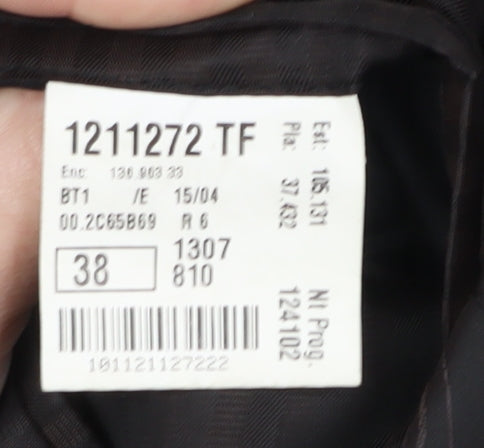 1211272 TF
Enc 136 903 33
BT1 /E 15/04
00.2C65B69 R 6
38
1307
810
101121127222
Est: 105.131
Pla: 37.432
Nt Prog.
124102